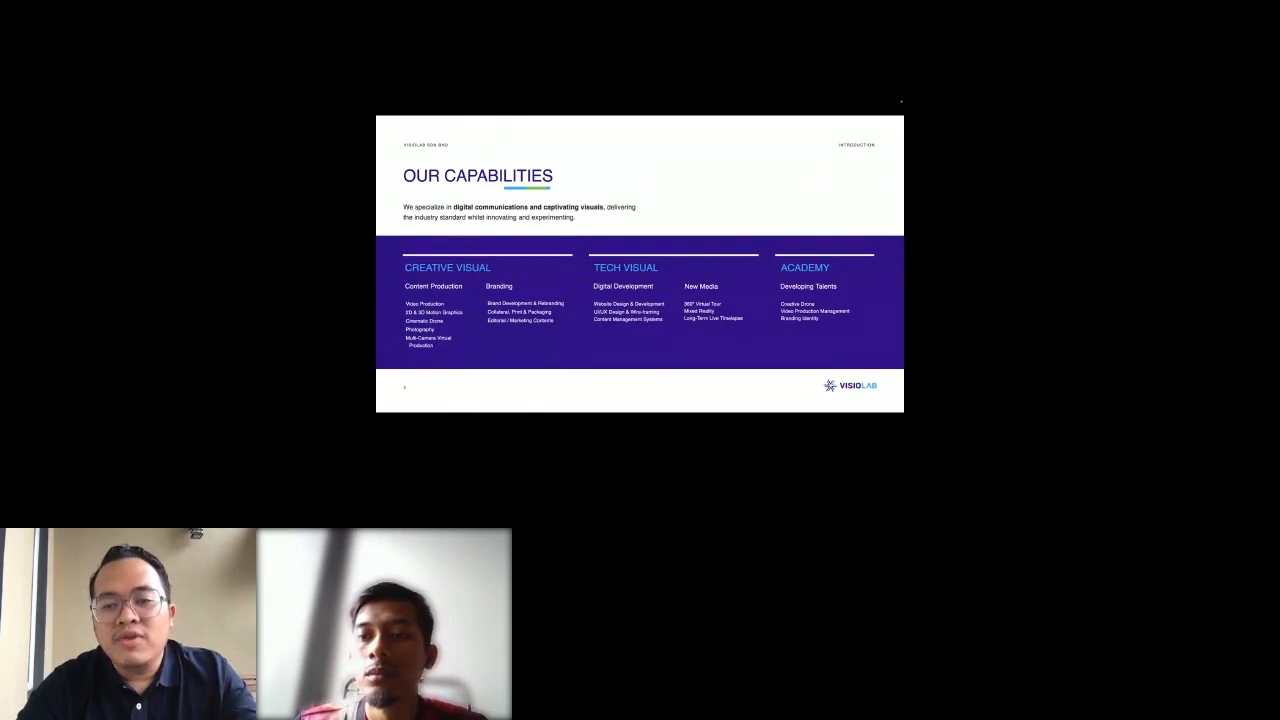 VISIOLAB SDN BHD
INTRODUCTION
OUR CAPABILITIES
We specialize in digital communications and captivating visuals, delivering
the industry standard whilst innovating and experimenting.
CREATIVE VISUAL
Content Production
Video Production
2D & 3D Motion Graphics
Cinematic Drone
Photography
Multi-Camera Virtual
Production
Branding
Brand Development & Rebranding
Collateral, Print & Packaging
Editorial / Marketing Contents
TECH VISUAL
Digital Development
Website Design & Development
UI/UX Design & Wire-framing
Content Management Systems
New Media
360° Virtual Tour
Mixed Reality
Long-Term Live Timelapse
ACADEMY
Developing Talents
Creative Drone
Video Production Management
Branding Identity
VISIOLAB